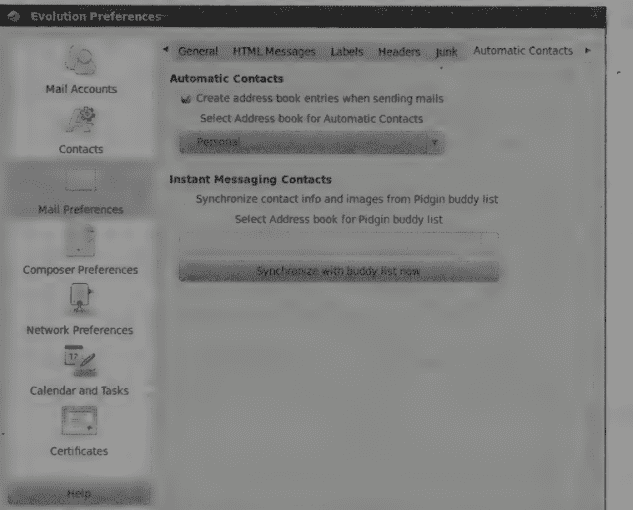 Evolution Preferences
General HTML Messages Labels Headers Junk Automatic Contacts
Mail Accounts
Contacts
Mail Preferences
Composer Preferences
Network Preferences
17
Calendar and Tasks
Certificates
Help
Automatic Contacts
Create address book entries when sending mails
Select Address book for Automatic Contacts
Personal
Instant Messaging Contacts
Synchronize contact info and images from Pidgin buddy list
Select Address book for Pidgin buddy list
Synchronize with buddy list now